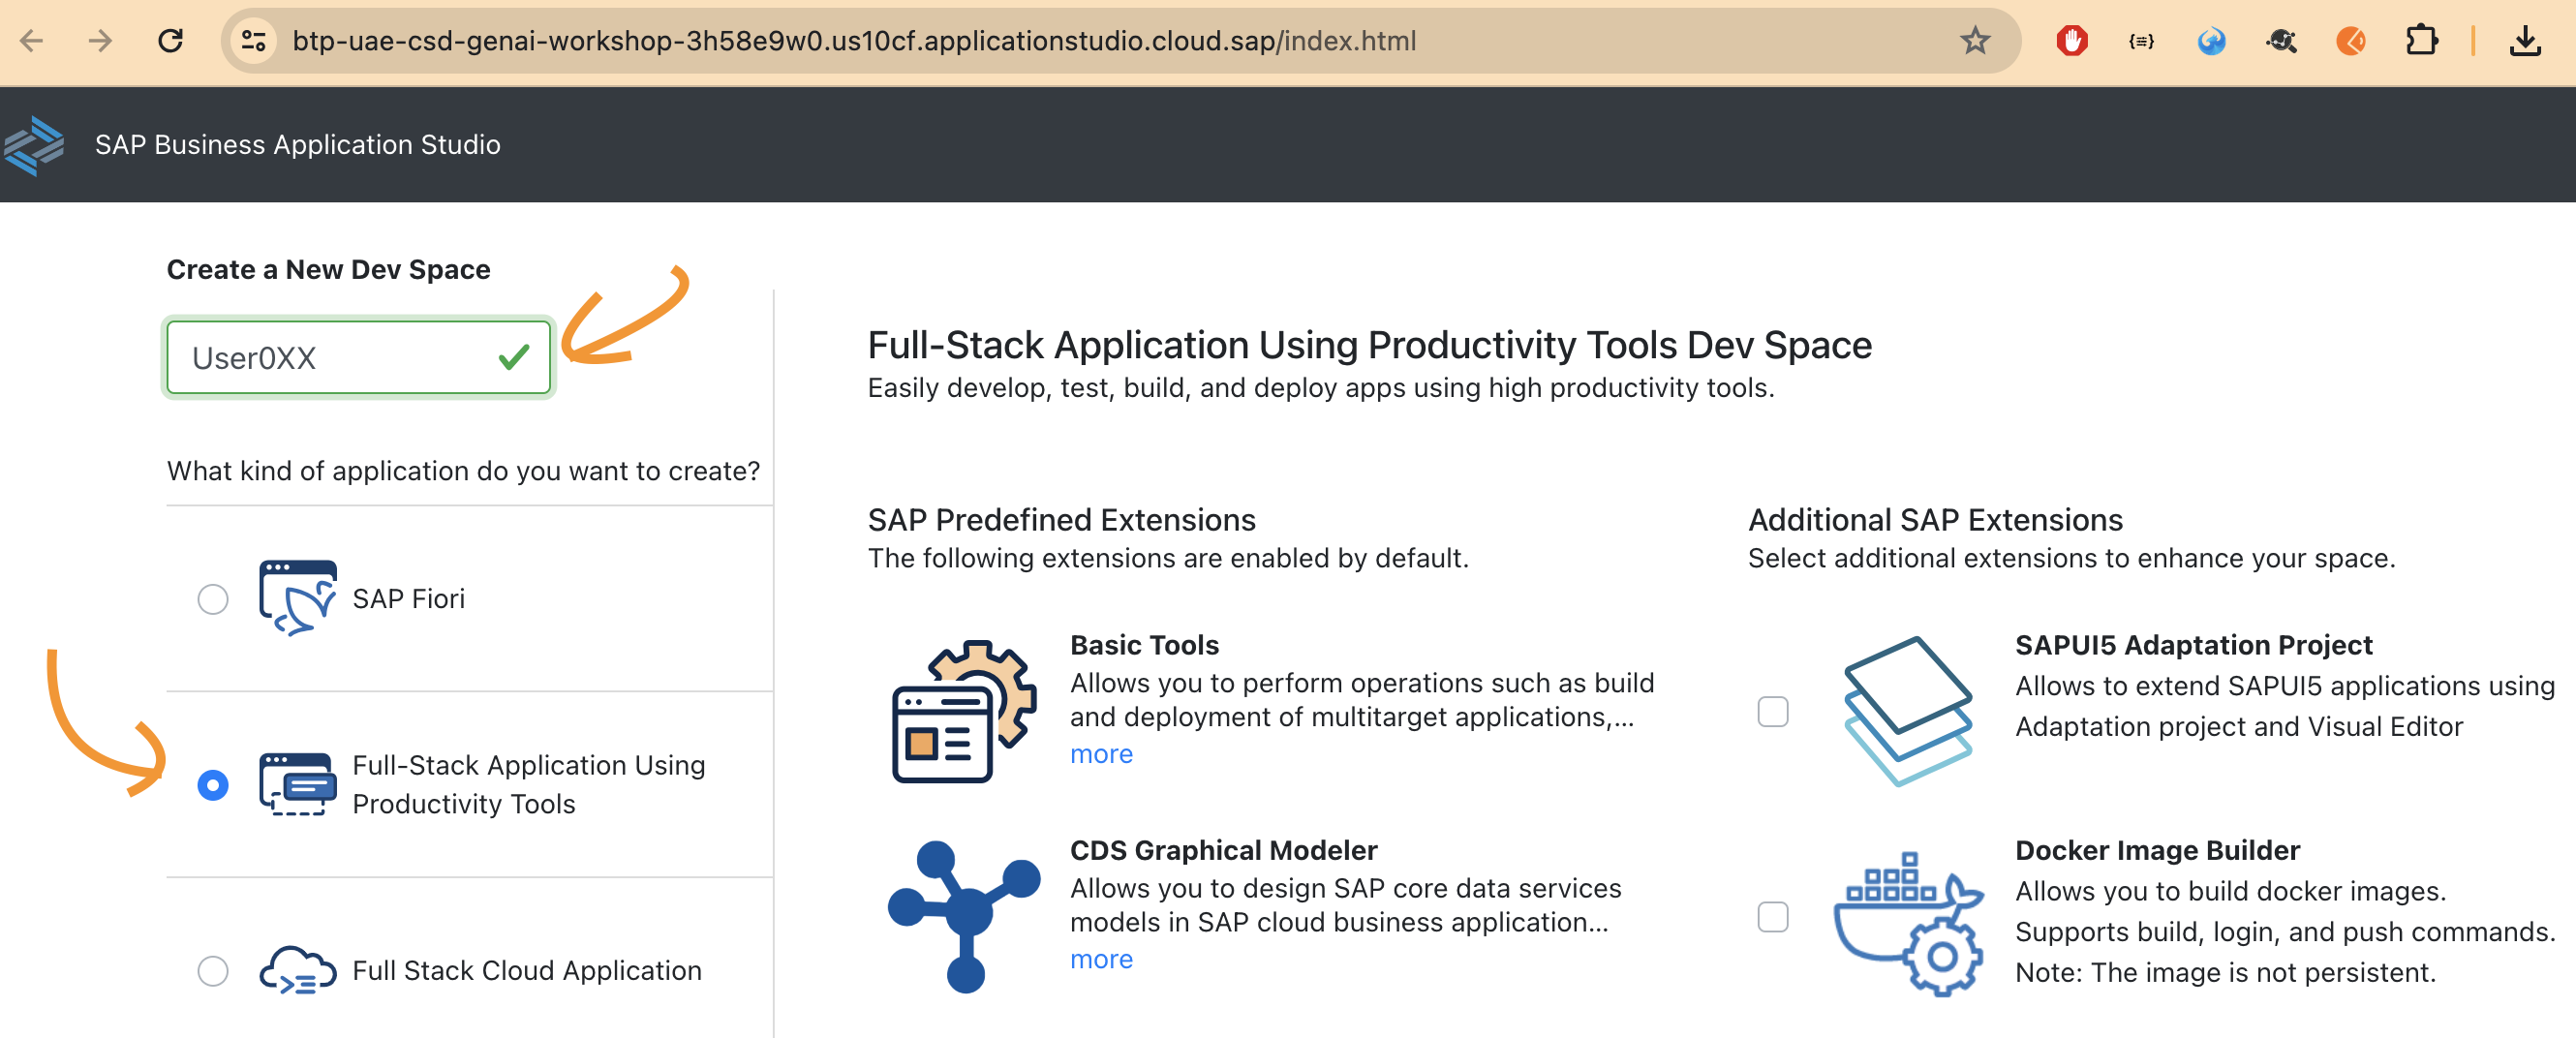 btp-uae-csd-genai-workshop-3h58e9w0.us10cf.applicationstudio.cloud.sap/index.html
SAP Business Application Studio
Create a New Dev Space
User0XX
What kind of application do you want to create?
SAP Fiori
Full-Stack Application Using
Productivity Tools
Full Stack Cloud Application
Full-Stack Application Using Productivity Tools Dev Space
Easily develop, test, build, and deploy apps using high productivity tools.
SAP Predefined Extensions
The following extensions are enabled by default.
Basic Tools
Allows you to perform operations such as build
and deployment of multitarget applications,...
more
CDS Graphical Modeler
Allows you to design SAP core data services
models in SAP cloud business application...
more
Additional SAP Extensions
Select additional extensions to enhance your space.
SAPUI5 Adaptation Project
Allows to extend SAPUI5 applications using
Adaptation project and Visual Editor
Docker Image Builder
Allows you to build docker images.
Supports build, login, and push commands.
Note: The image is not persistent.